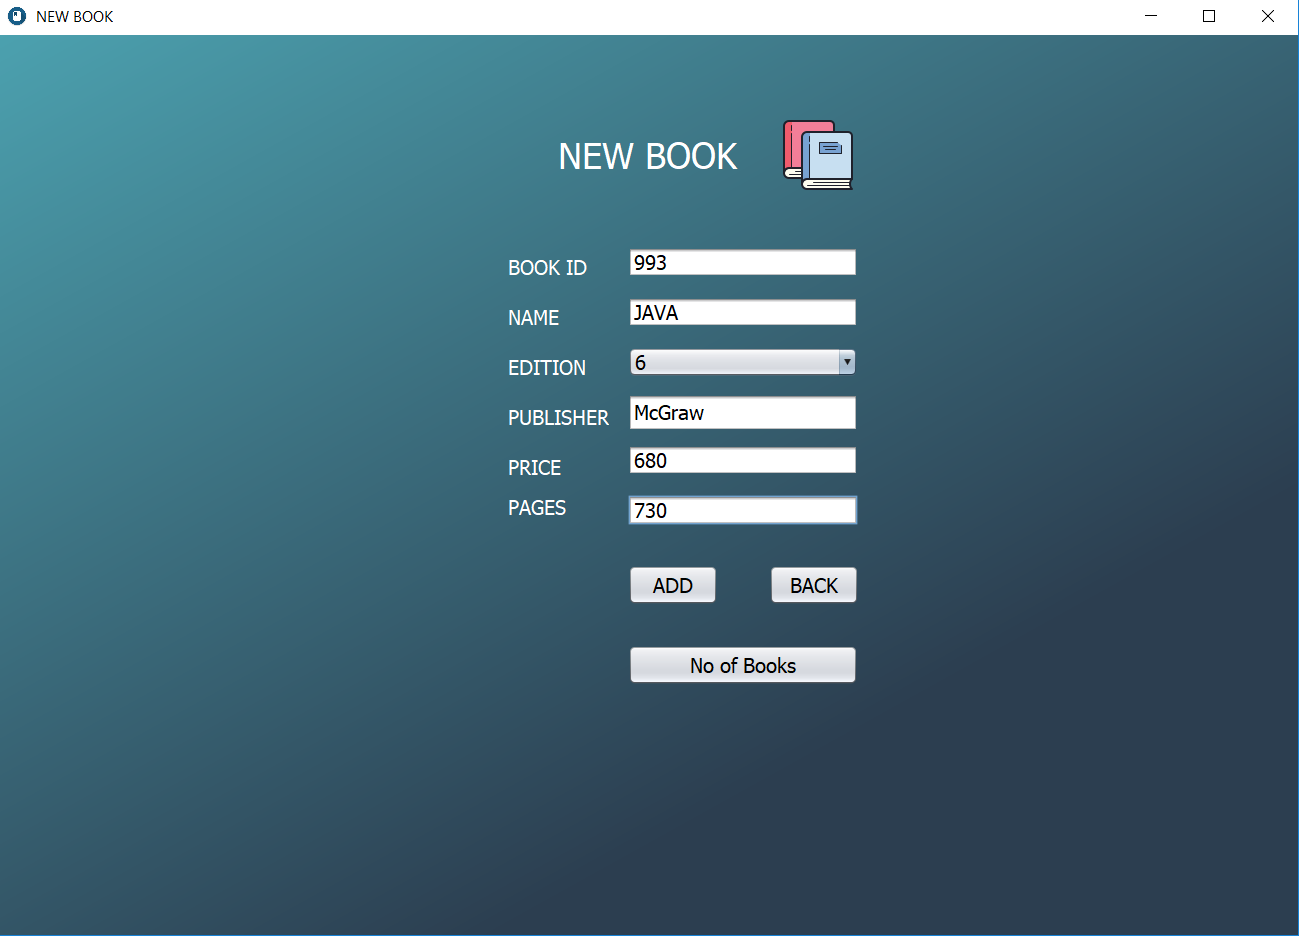 NEW BOOK
NEW BOOK
BOOK ID 993
NAME JAVA
EDITION 6
PUBLISHER McGraw
PRICE 680
PAGES 730
ADD BACK
No of Books